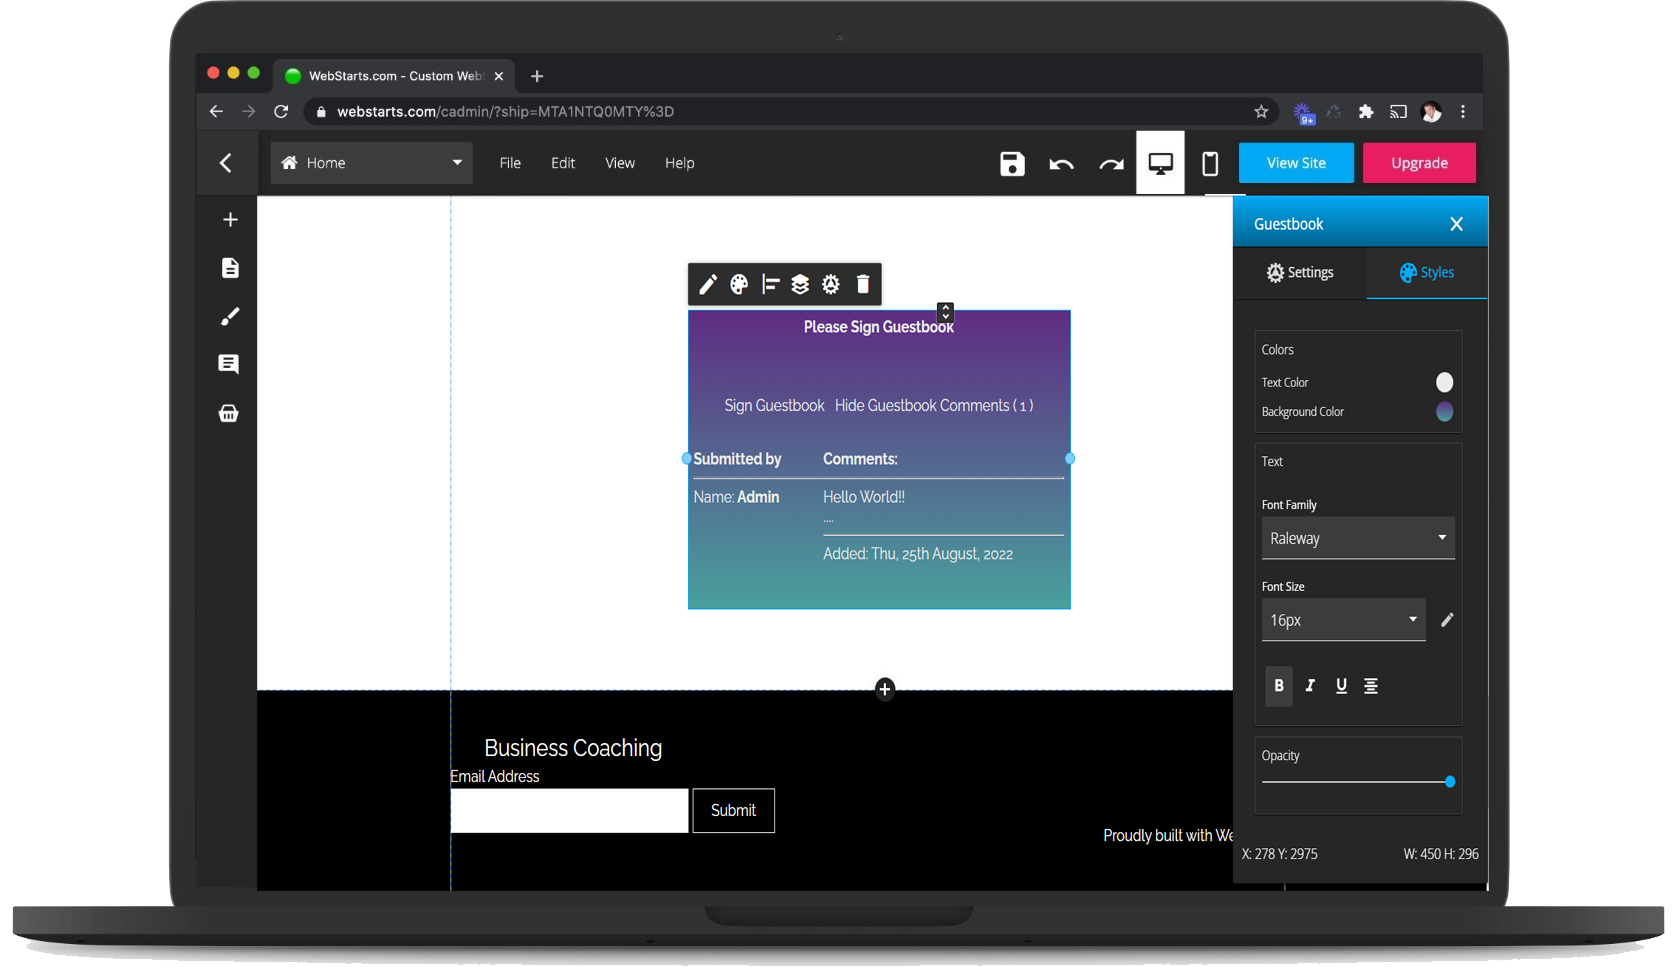 WebStarts.com - Custom Web
webstarts.com/cadmin/?ship=MTA1NTQ0MTY%3D
9+
Home
File
Edit
View
Help
View Site
Upgrade
Guestbook
Settings
Styles
Please Sign Guestbook
Sign Guestbook Hide Guestbook Comments ( 1 )
Submitted by Comments:
Name: Admin Hello World!!
....
Added: Thu, 25th August, 2022
Colors
Text Color
Background Color
Text
Font Family
Raleway
Font Size
16px
B I U
Opacity
X: 278 Y: 2975 W: 450 H: 296
Business Coaching
Email Address
Submit
Proudly built with We